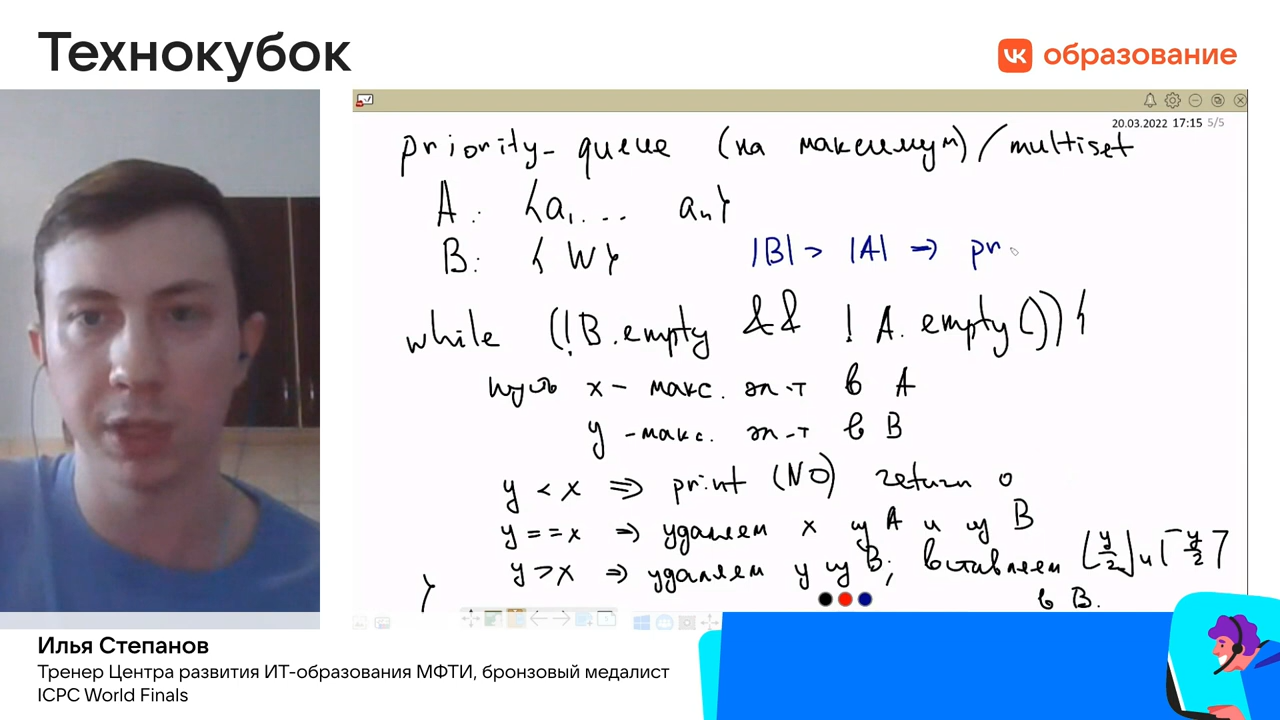 Технокубок
образование
20.03.2022 17:15 5/5
priority_queue (на максимум) / multiset
A: {a1... an}
B: {W} |B| > |A| => pr
while (!B.empty && !A.empty()) {
пусть x - макс. эл-т в A
y - макс. эл-т в B
y < x => print (NO) return 0
y == x => удаляем x из A и из B
y > x => удаляем y из B; вставляем ⌊y/2⌋ и ⌈y/2⌉
в B.
}
Илья Степанов
Тренер Центра развития ИТ-образования МФТИ, бронзовый медалист
ICPC World Finals